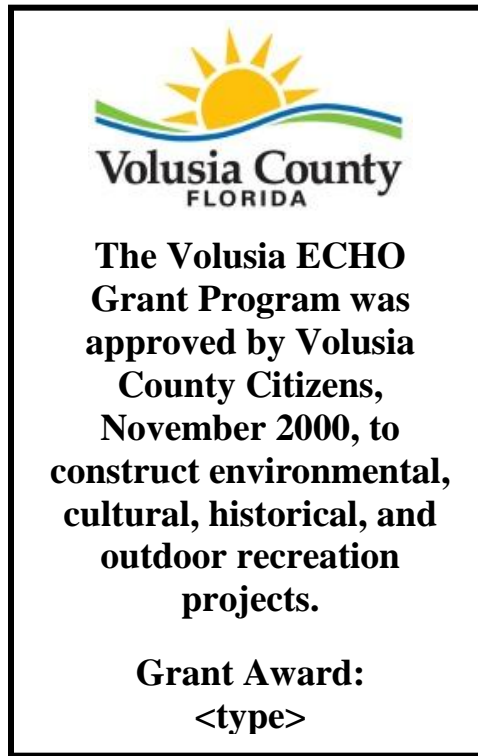 Volusia County
FLORIDA
The Volusia ECHO
Grant Program was
approved by Volusia
County Citizens,
November 2000, to
construct environmental,
cultural, historical, and
outdoor recreation
projects.
Grant Award:
<type>